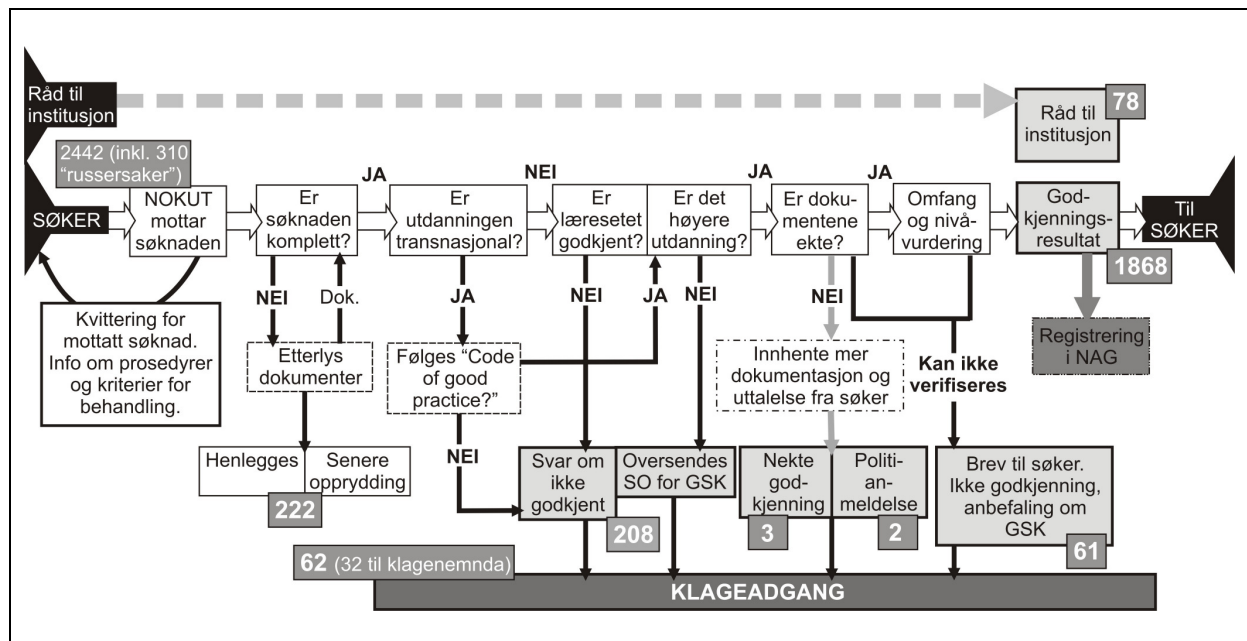 Råd til
institusjon
78
Råd til
institusjon
2442 (inkl. 310
“russersaker”)
SØKER
NOKUT
mottar
søknaden
Er
søknaden
komplett?
JA
Er
utdanningen
transnasjonal?
NEI
Er
læresetet
godkjent?
Er det
høyere
utdanning?
JA
Er doku-
mentene
ekte?
JA
Omfang
og nivå-
vurdering
God-
kjennings-
resultat
1868
Til
SØKER
NEI
Dok.
JA
NEI
JA
NEI
NEI
Kvittering for
mottatt søknad.
Info om prosedyrer
og kriterier for
behandling.
Etterlys
dokumenter
Følges “Code
of good
practice?”
Innhente mer
dokumentasjon og
uttalelse fra søker
Kan ikke
verifiseres
Registrering
i NAG
NEI
Henlegges
Senere
opprydding
222
Svar om
ikke
godkjent
208
Oversendes
SO for GSK
Nekte
god-
kjenning
3
Politi-
an-
meldelse
2
Brev til søker.
Ikke godkjenning,
anbefaling om
GSK
61
62 (32 til klagenemnda)
KLAGEADGANG